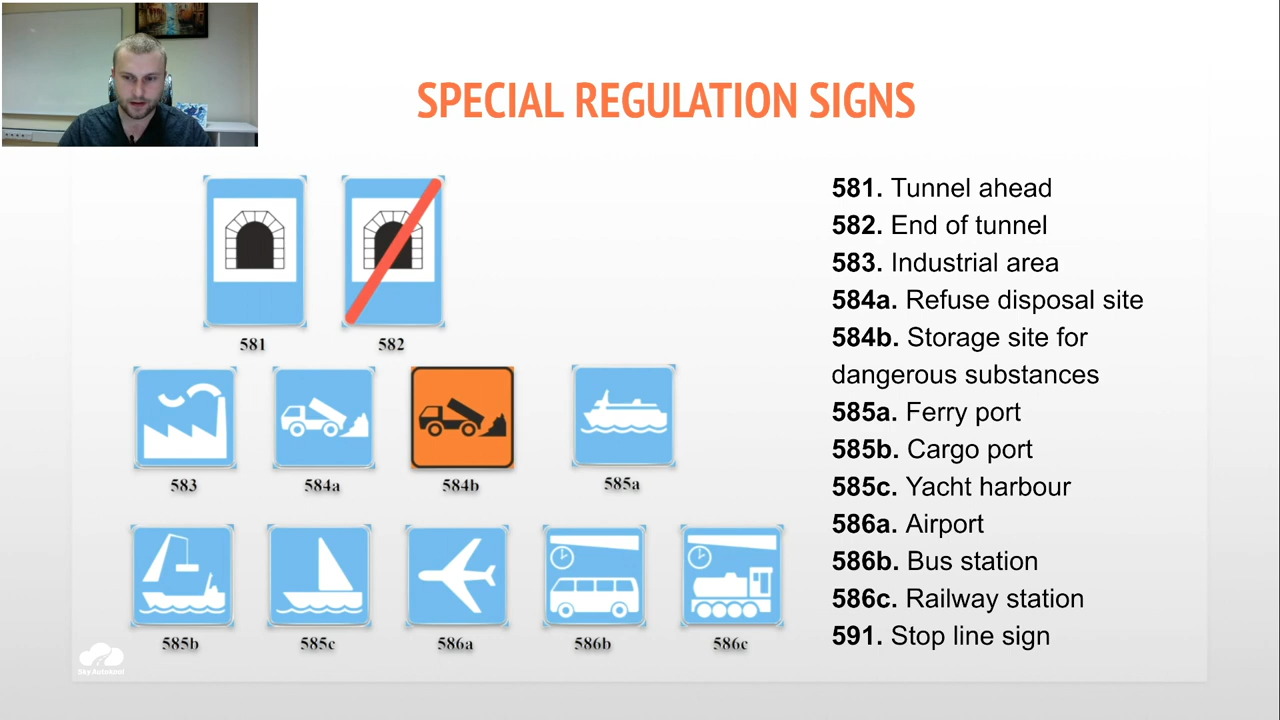 SPECIAL REGULATION SIGNS
581
582
583
584a
584b
585a
585b
585c
586a
586b
586c
581. Tunnel ahead
582. End of tunnel
583. Industrial area
584a. Refuse disposal site
584b. Storage site for
dangerous substances
585a. Ferry port
585b. Cargo port
585c. Yacht harbour
586a. Airport
586b. Bus station
586c. Railway station
591. Stop line sign
Sky Autokool